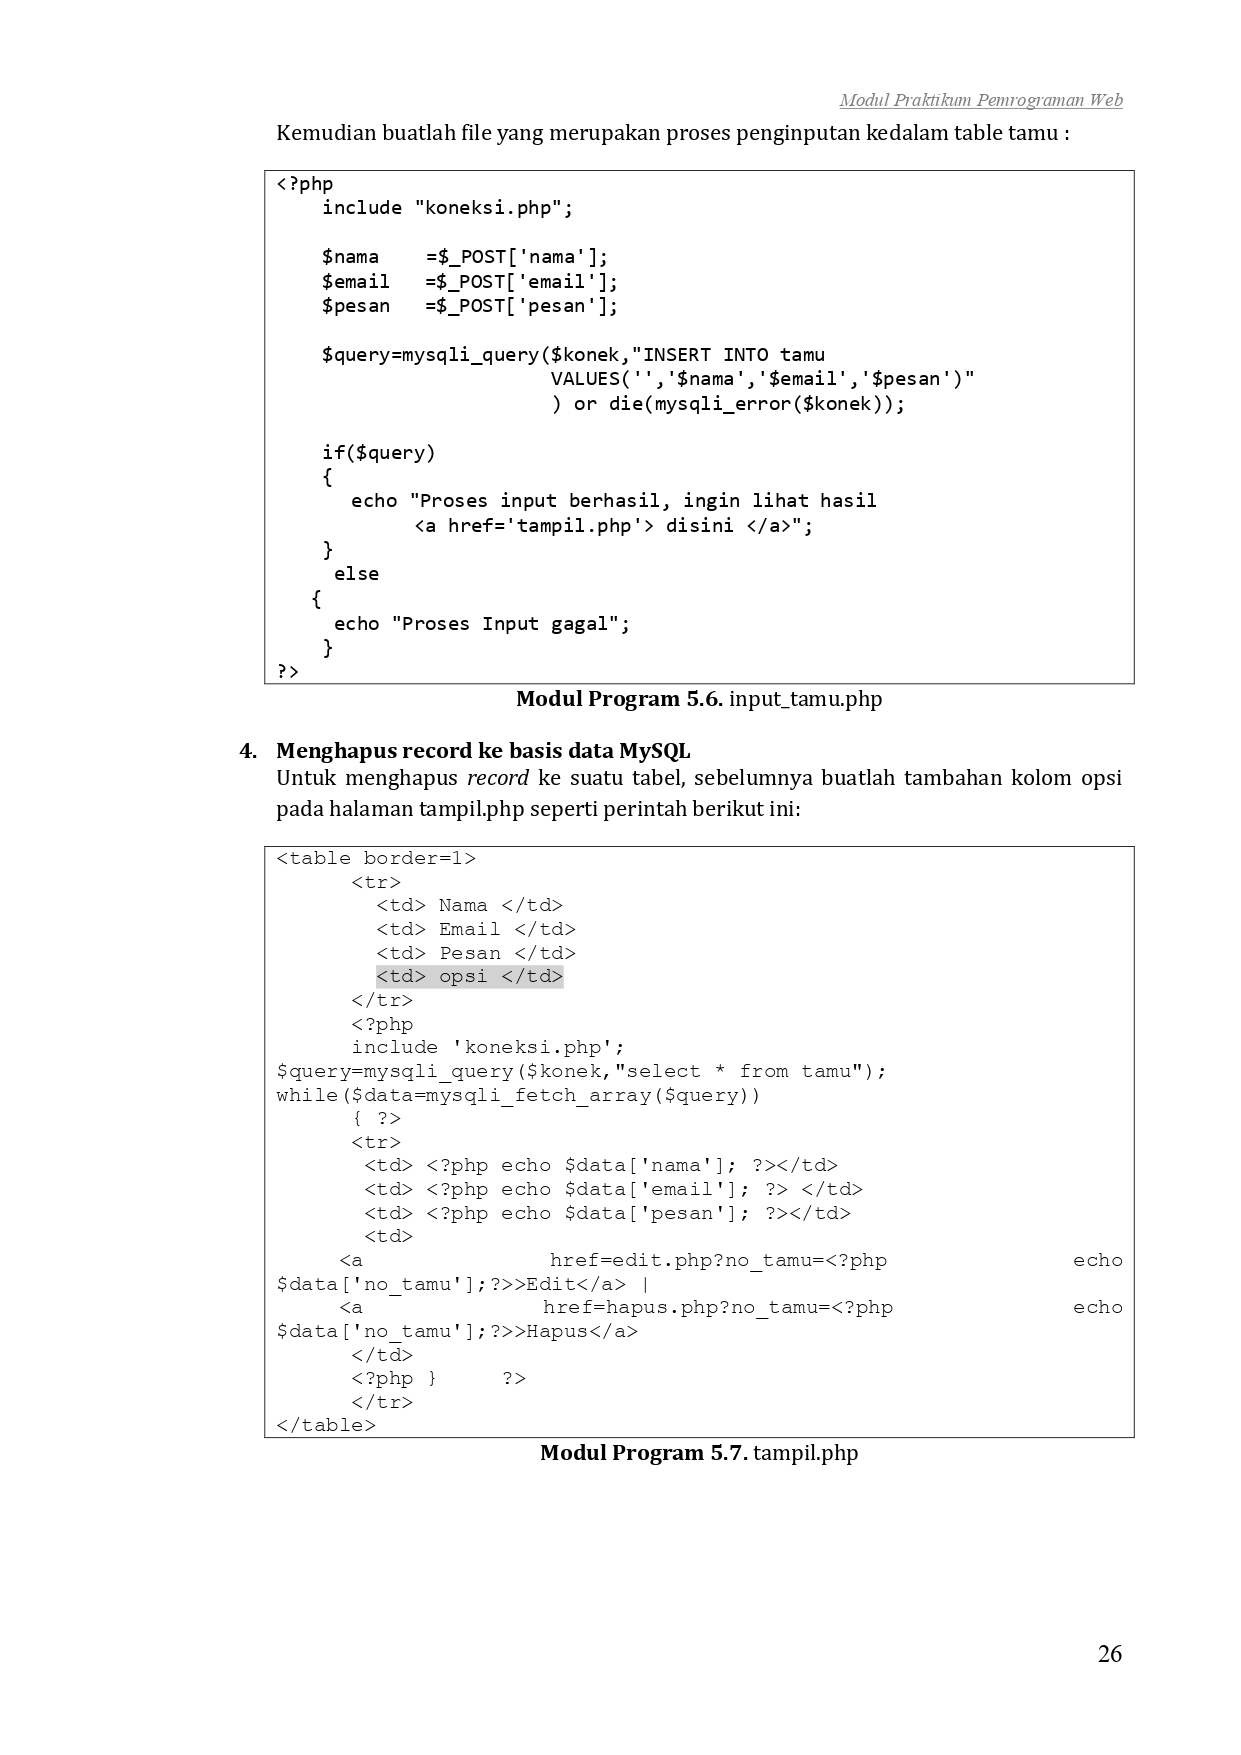 Modul Praktikum Pemrograman Web
Kemudian buatlah file yang merupakan proses penginputan kedalam table tamu :
<?php
    include "koneksi.php";

    $nama    =$_POST['nama'];
    $email   =$_POST['email'];
    $pesan   =$_POST['pesan'];

    $query=mysqli_query($konek,"INSERT INTO tamu
                        VALUES('','$nama','$email','$pesan')"
                        ) or die(mysqli_error($konek));

    if($query)
    {
      echo "Proses input berhasil, ingin lihat hasil
            <a href='tampil.php'> disini </a>";
    }
     else
   {
     echo "Proses Input gagal";
    }
?>
Modul Program 5.6. input_tamu.php
4. Menghapus record ke basis data MySQL
Untuk menghapus record ke suatu tabel, sebelumnya buatlah tambahan kolom opsi
pada halaman tampil.php seperti perintah berikut ini:
<table border=1>
      <tr>
        <td> Nama </td>
        <td> Email </td>
        <td> Pesan </td>
        <td> opsi </td>
      </tr>
      <?php
      include 'koneksi.php';
$query=mysqli_query($konek,"select * from tamu");
while($data=mysqli_fetch_array($query))
      { ?>
      <tr>
       <td> <?php echo $data['nama']; ?></td>
       <td> <?php echo $data['email']; ?> </td>
       <td> <?php echo $data['pesan']; ?></td>
       <td>
     <a href=edit.php?no_tamu=<?php echo
$data['no_tamu'];?>>Edit</a> |
     <a href=hapus.php?no_tamu=<?php echo
$data['no_tamu'];?>>Hapus</a>
      </td>
      <?php }     ?>
      </tr>
</table>
Modul Program 5.7. tampil.php
26